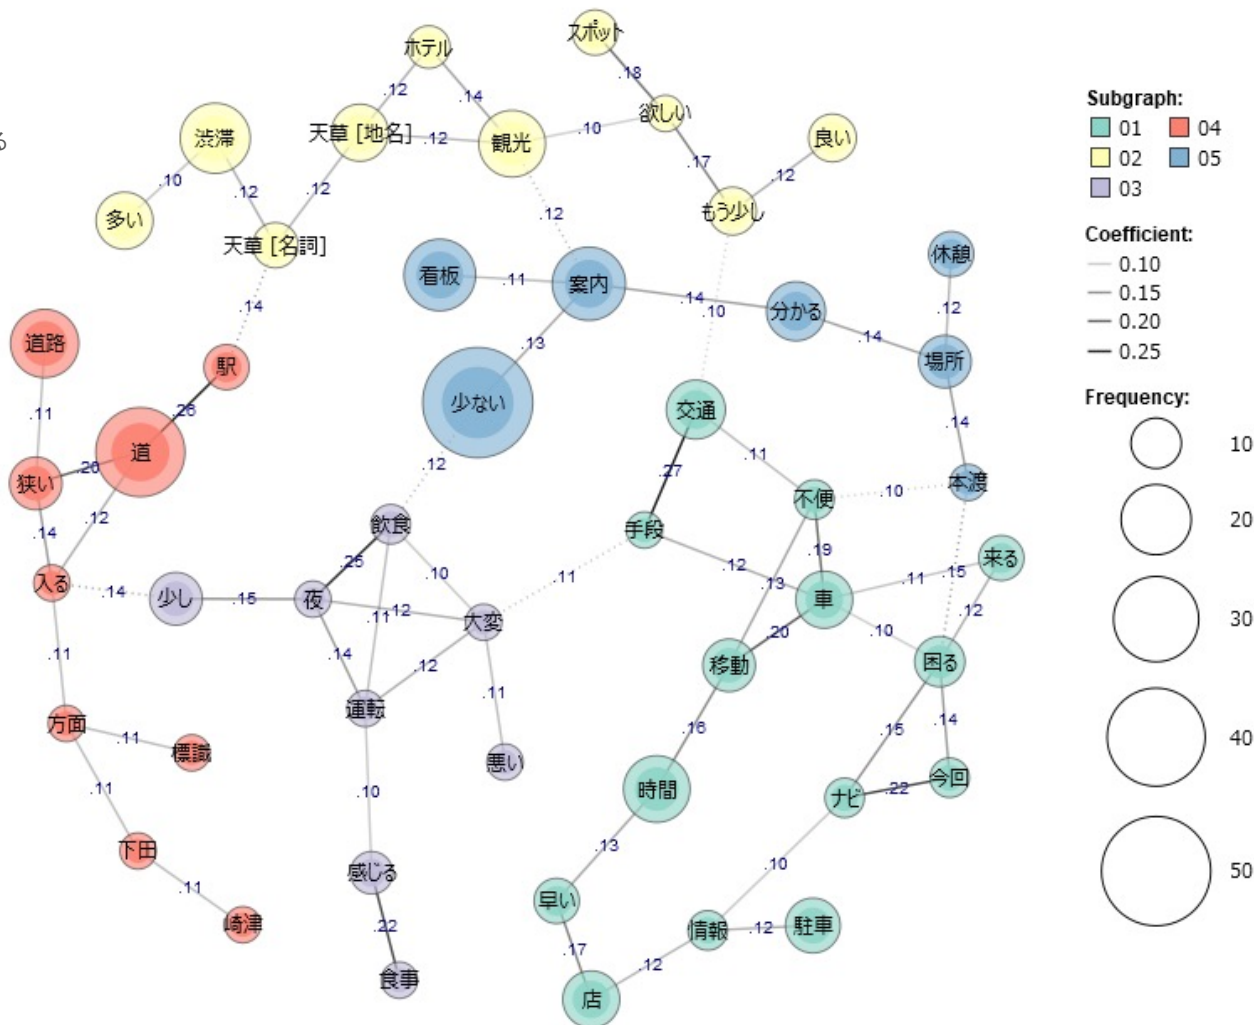 スポット
ホテル
.18
.12
.14
欲しい
渋滞
天草 [地名]
.12
観光
.10
良い
る
.17
.12
.10
.12
.12
多い
もう少し
.12
天草 [名詞]
休憩
看板
.11
案内
.14
.10
分かる
.12
.14
道路
.13
.14
場所
駅
.11
.26
少ない
交通
.14
道
.11
狭い
.20
.12
.27
.10
本渡
.14
.12
飲食
手段
不便
.25
.10
.11
.12
.19
.11
.15
来る
入る
.14
少し
.15
夜
.11
.12
大変
.13
車
.12
.14
.12
.20
.10
困る
.11
移動
方面
運転
.11
.16
.15
.14
.11
標識
悪い
時間
ナビ
.22
今回
.11
.10
下田
.13
.10
.11
感じる
早い
崎津
.22
.17
情報
.12
駐車
食事
.12
店
Subgraph:
01
04
02
05
03
Coefficient:
0.10
0.15
0.20
0.25
Frequency:
10
20
30
40
50